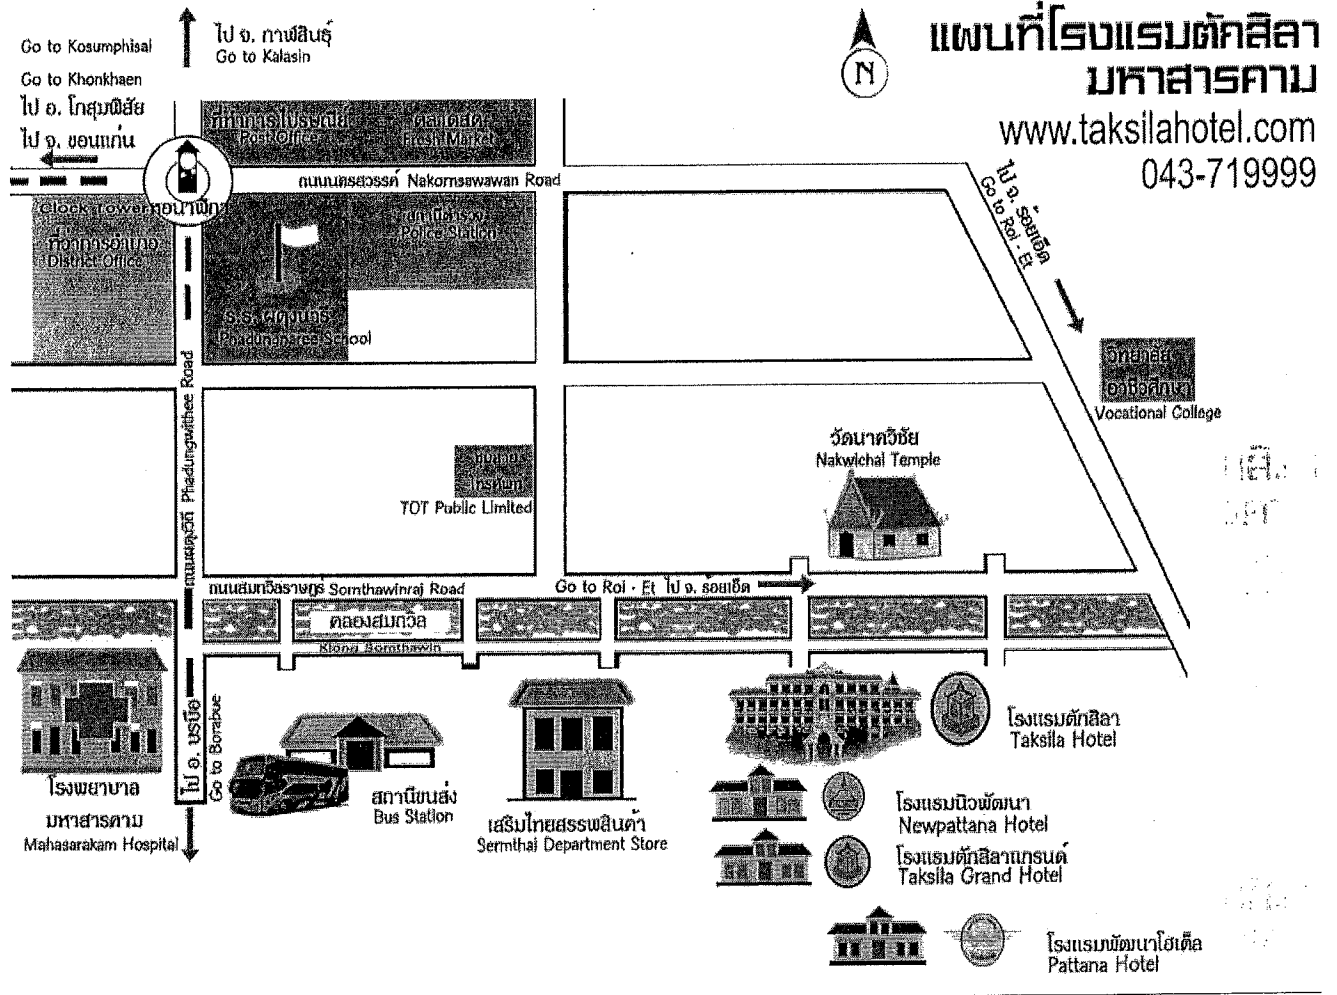 แผนที่โรงแรมตักสิลา
มหาสารคาม
www.taksilahotel.com
043-719999
N
Go to Kosumphisai
Go to Khonkhaen
ไป อ. โกสุมพิสัย
ไป จ. ขอนแก่น
ไป จ. กาฬสินธุ์
Go to Kalasin
ที่ทำการไปรษณีย์
Post Office
ตลาดสด
Fresh Market
ถนนนครสวรรค์ Nakornsawawan Road
Clock Tower หอนาฬิกา
ที่ว่าการอำเภอ
District Office
สถานีตำรวจ
Police Station
ร.ร. ผดุงนารี
Phadungnaree School
ไป จ. ร้อยเอ็ด
Go to Roi - Et
วิทยาลัย
อาชีวศึกษา
Vocational College
ถนนผดุงวิถี Phadungwithee Road
TOT Public Limited
วัดนาควิชัย
Nakwichai Temple
ถนนสมถวิลราษฎร์ Somthawinraj Road
Go to Roi - Et ไป จ. ร้อยเอ็ด
คลองสมถวิล
Klong Somthawin
ไป อ. บรบือ
Go to Borabue
โรงพยาบาล
มหาสารคาม
Mahasarakam Hospital
สถานีขนส่ง
Bus Station
เสริมไทยสรรพสินค้า
Sermthai Department Store
โรงแรมตักสิลา
Taksila Hotel
โรงแรมนิวพัฒนา
Newpattana Hotel
โรงแรมตักสิลาแกรนด์
Taksila Grand Hotel
โรงแรมพัฒนาโฮเต็ล
Pattana Hotel